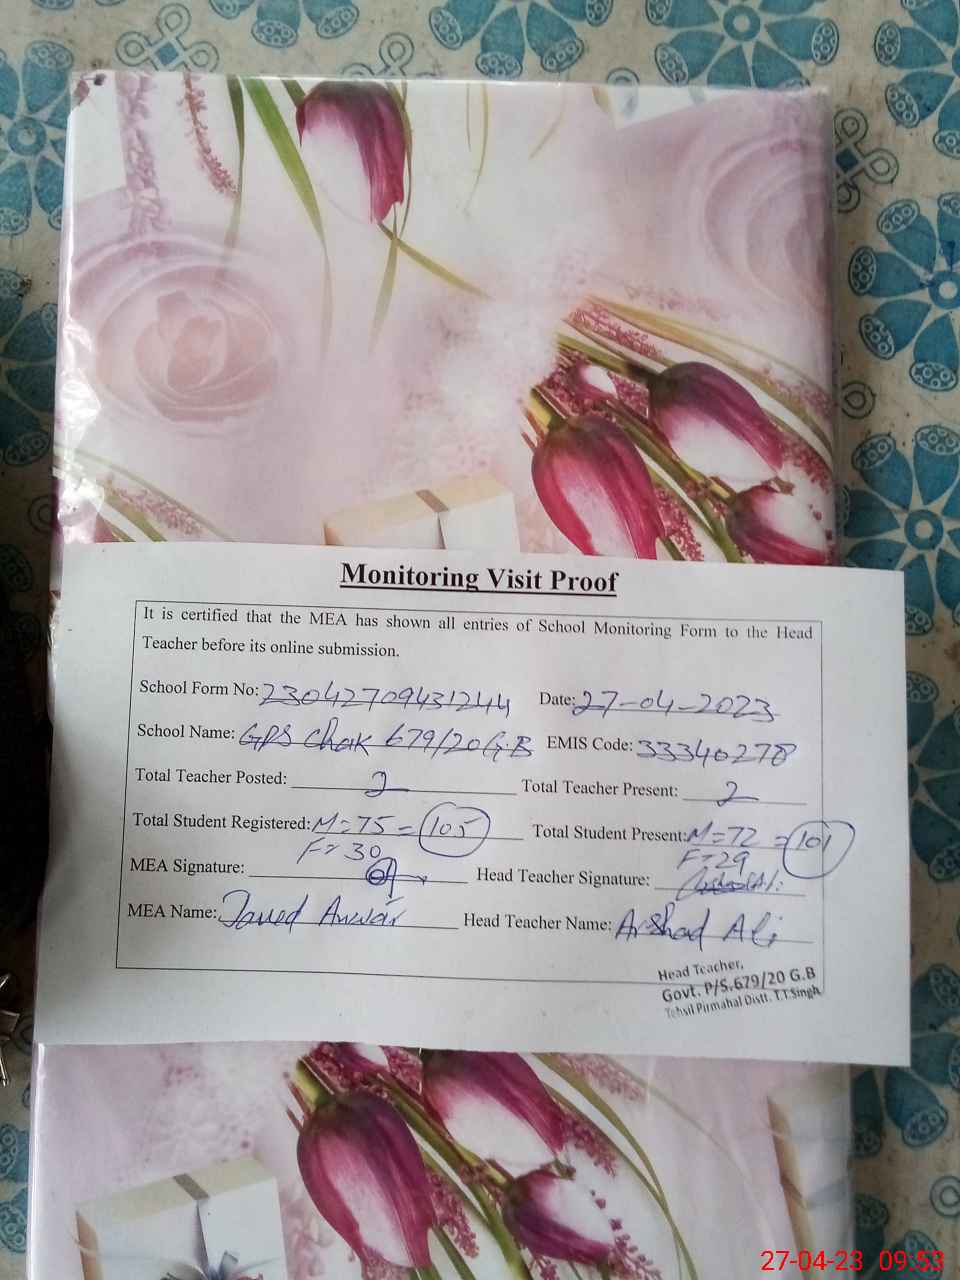 Monitoring Visit Proof
It is certified that the MEA has shown all entries of School Monitoring Form to the Head
Teacher before its online submission.
School Form No: 23042709431244 Date: 27-04-2023
School Name: GPS Chak 679/20 G.B EMIS Code: 33340278
Total Teacher Posted: 2 Total Teacher Present: 2
Total Student Registered: M=75 = 105 Total Student Present: M=72 = 101
F=30 F=29
MEA Signature: Head Teacher Signature:
MEA Name: Javed Anwar Head Teacher Name: Arshad Ali
Head Teacher,
Govt. P/S.679/20 G.B
Tehsil Pirmahal Distt. T.T.Singh
27-04-23 09:53